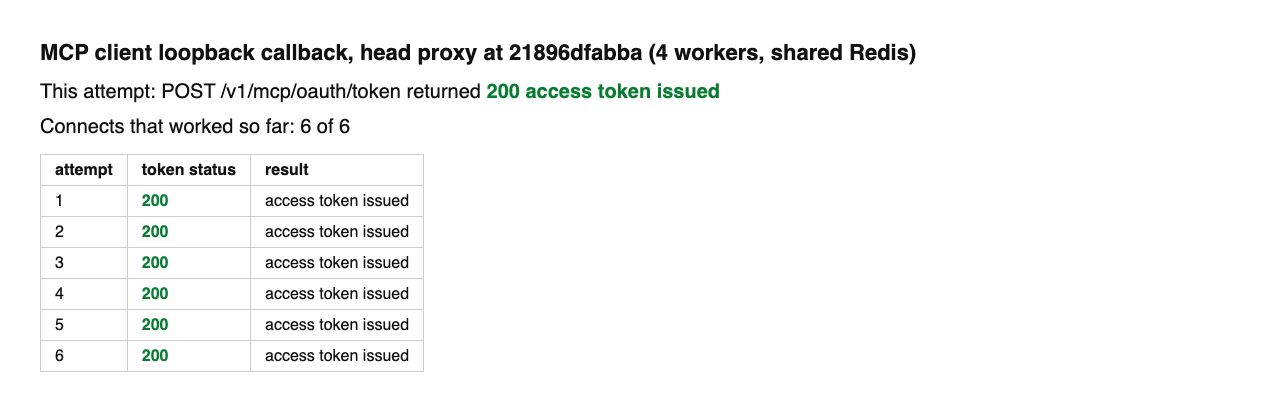 MCP client loopback callback, head proxy at 21896dfabba (4 workers, shared Redis)
This attempt: POST /v1/mcp/oauth/token returned 200 access token issued
Connects that worked so far: 6 of 6
attempt token status result
1 200 access token issued
2 200 access token issued
3 200 access token issued
4 200 access token issued
5 200 access token issued
6 200 access token issued